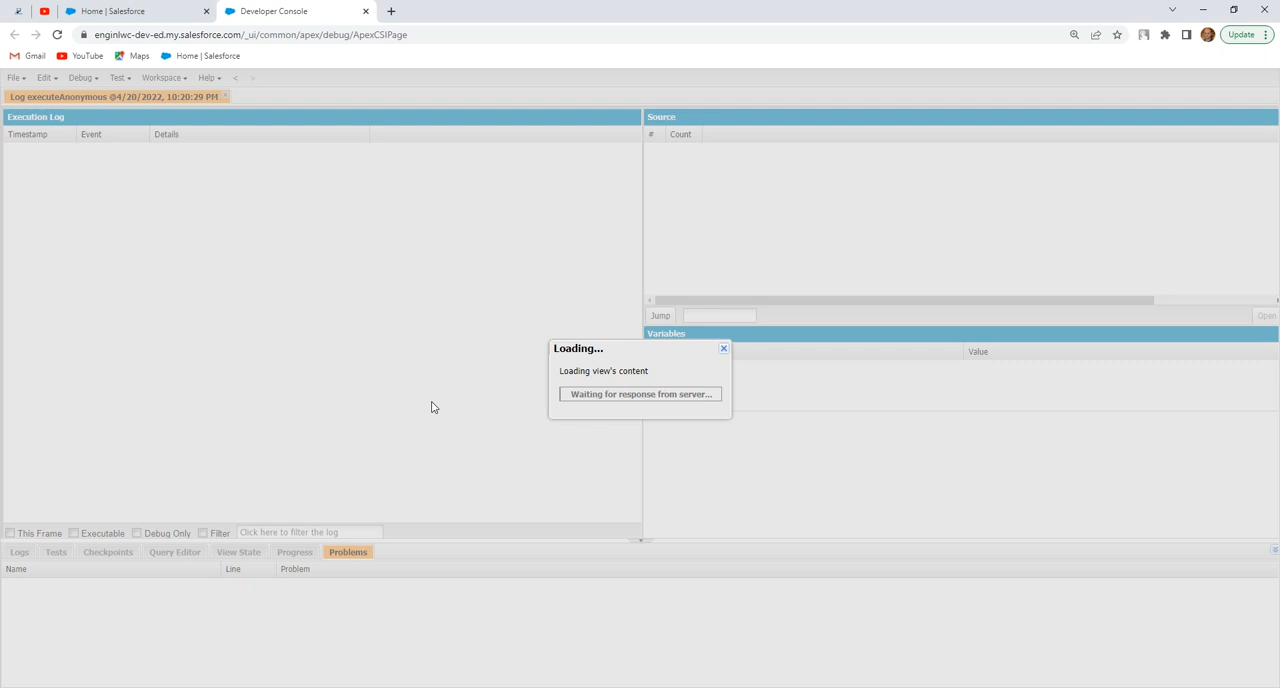 Home | Salesforce
Developer Console
enginlwc-dev-ed.my.salesforce.com/_ui/common/apex/debug/ApexCSIPage
Update
Gmail
YouTube
Maps
Home | Salesforce
File
Edit
Debug
Test
Workspace
Help
<
>
Log executeAnonymous @4/20/2022, 10:20:29 PM
Execution Log
Source
Timestamp
Event
Details
#
Count
Jump
Open
Variables
Value
Loading...
Loading view's content
Waiting for response from server...
This Frame
Executable
Debug Only
Filter
Click here to filter the log
Logs
Tests
Checkpoints
Query Editor
View State
Progress
Problems
Name
Line
Problem